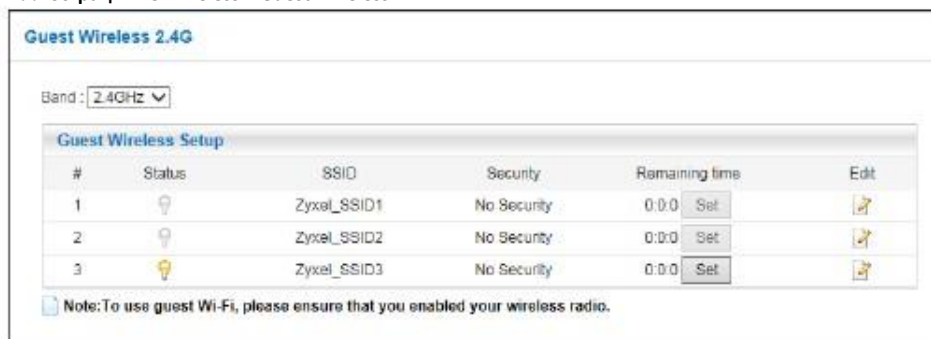 Guest Wireless 2.4G
Band : 2.4GHz
Guest Wireless Setup
# Status SSID Security Remaining time Edit
1 Zyxel_SSID1 No Security 0:0:0 Set
2 Zyxel_SSID2 No Security 0:0:0 Set
3 Zyxel_SSID3 No Security 0:0:0 Set
Note:To use guest Wi-Fi, please ensure that you enabled your wireless radio.